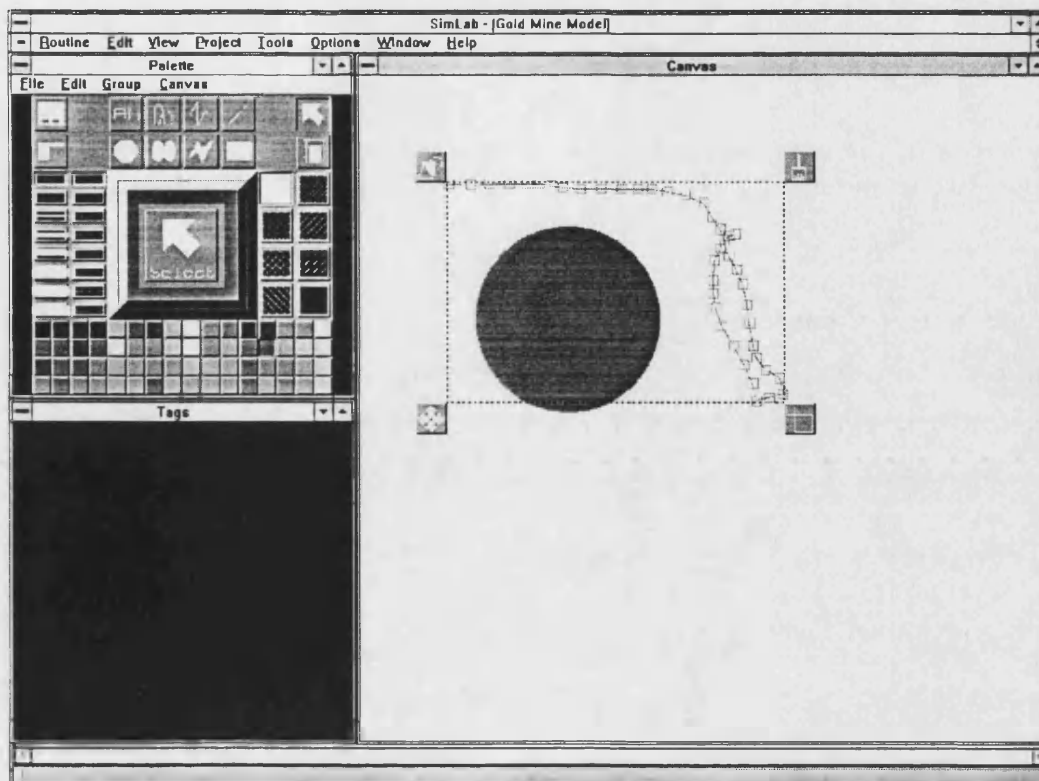 SimLab - [Gold Mine Model]
Routine Edit View Project Tools Options Window Help
Palette
File Edit Group Canvas
Select
Tags
Canvas